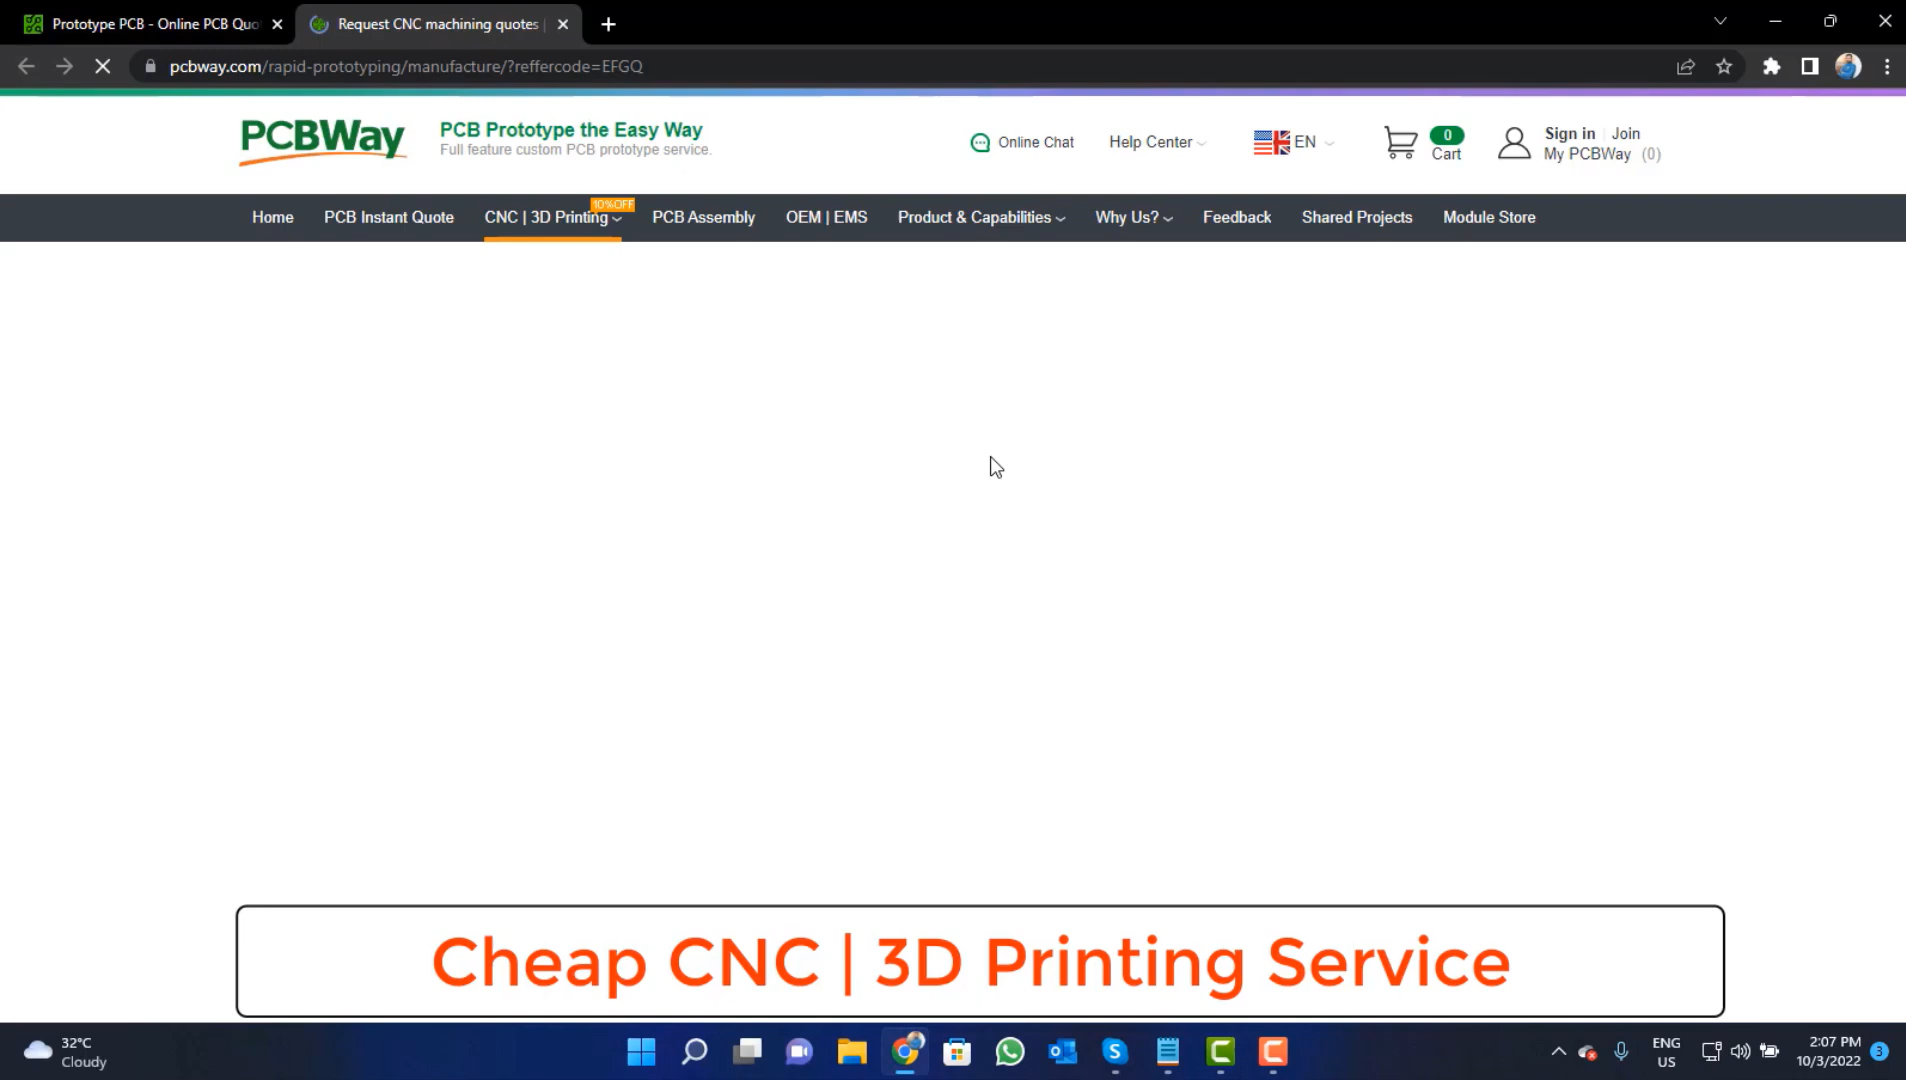 Prototype PCB - Online PCB Quo
Request CNC machining quotes |
pcbway.com/rapid-prototyping/manufacture/?reffercode=EFGQ
PCBWay
PCB Prototype the Easy Way
Full feature custom PCB prototype service.
Online Chat
Help Center
EN
0
Cart
Sign in | Join
My PCBWay (0)
Home
PCB Instant Quote
CNC | 3D Printing
10%OFF
PCB Assembly
OEM | EMS
Product & Capabilities
Why Us?
Feedback
Shared Projects
Module Store
Cheap CNC | 3D Printing Service
32°C
Cloudy
ENG
US
2:07 PM
10/3/2022
3